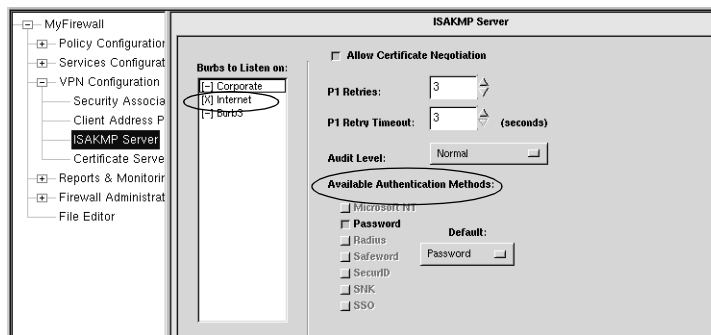 MyFirewall
Policy Configuration
Services Configurat
VPN Configuration
Security Associa
Client Address P
ISAKMP Server
Certificate Serve
Reports & Monitorin
Firewall Administrat
File Editor
ISAKMP Server
Burbs to Listen on:
[-] Corporate
[X] Internet
[-] Burb3
Allow Certificate Negotiation
P1 Retries:
3
P1 Retry Timeout:
3
(seconds)
Audit Level:
Normal
Available Authentication Methods:
Microsoft NT
Password
Radius
Safeword
SecurID
SNK
SSO
Default:
Password